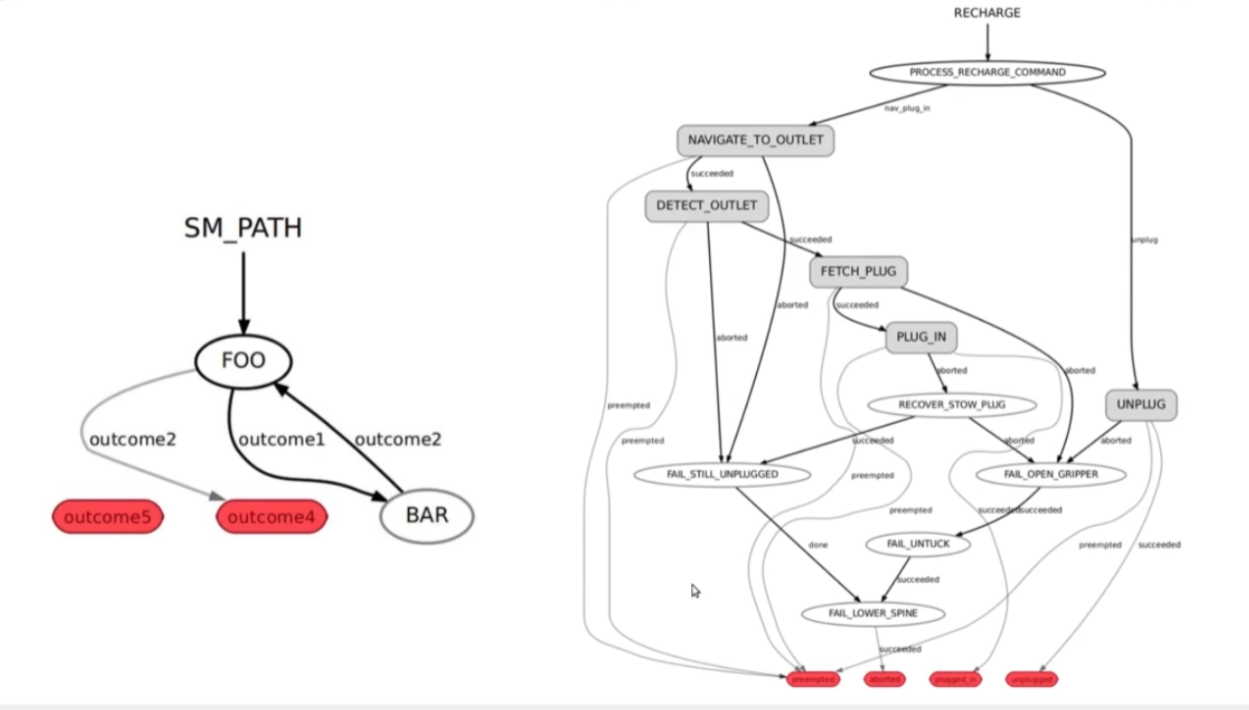 SM_PATH
FOO
outcome2
outcome1
outcome2
outcome5
outcome4
BAR
RECHARGE
PROCESS_RECHARGE_COMMAND
nav_plug_in
NAVIGATE_TO_OUTLET
succeeded
DETECT_OUTLET
succeeded
unplug
FETCH_PLUG
aborted
succeeded
aborted
PLUG_IN
aborted
aborted
preempted
RECOVER_STOW_PLUG
UNPLUG
preempted
succeeded
aborted
aborted
FAIL_STILL_UNPLUGGED
preempted
FAIL_OPEN_GRIPPER
preempted
succeeded
succeeded
done
FAIL_UNTUCK
preempted
succeeded
succeeded
FAIL_LOWER_SPINE
succeeded
preempted
aborted
plugged_in
unplugged